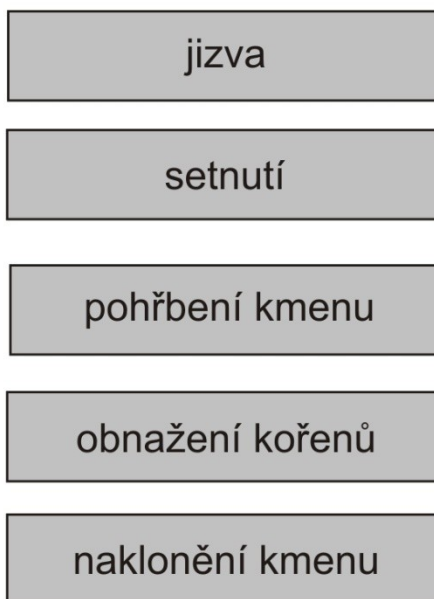 jizva
setnutí
pohřbení kmenu
obnažení kořenů
naklonění kmenu